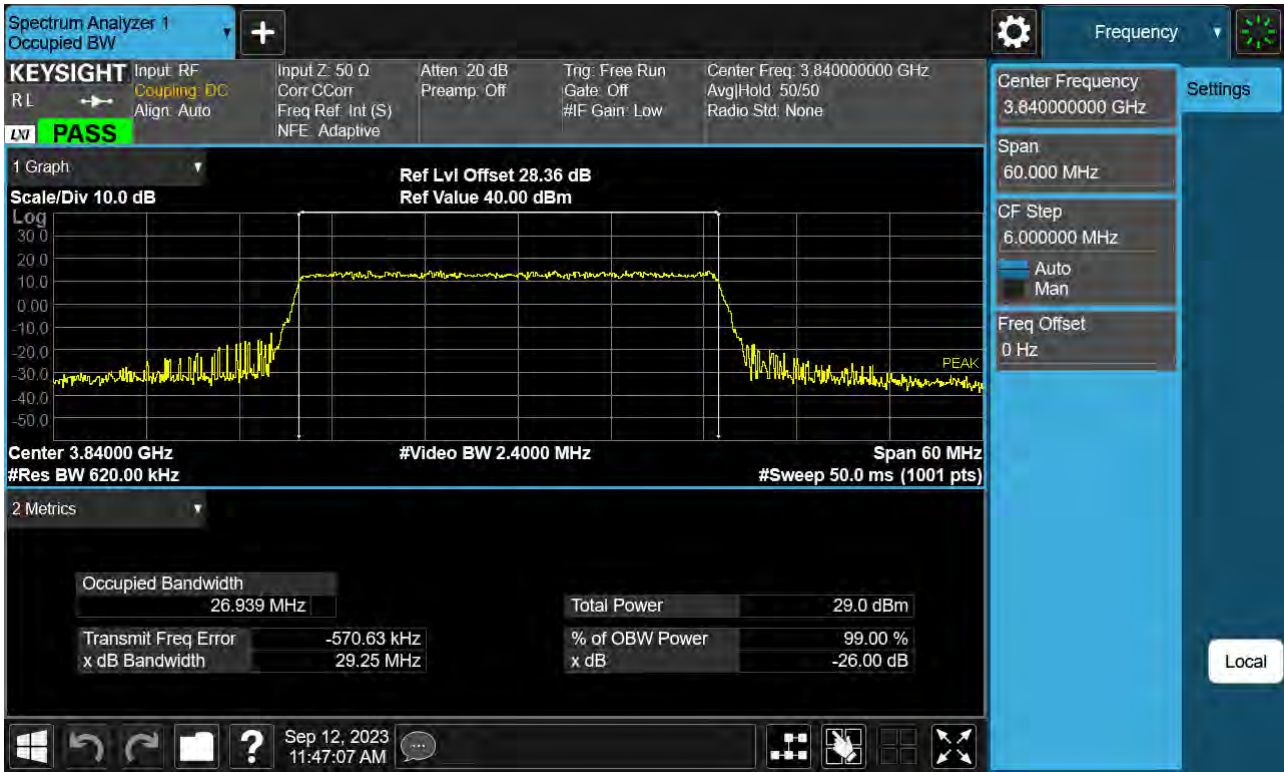 Spectrum Analyzer 1
Occupied BW
Frequency
KEYSIGHT
RL
LXI
PASS
Input: RF
Coupling: DC
Align: Auto
Input Z: 50 Ω
Corr CCorr
Freq Ref: Int (S)
NFE: Adaptive
Atten: 20 dB
Preamp: Off
Trig: Free Run
Gate: Off
#IF Gain: Low
Center Freq: 3.840000000 GHz
Avg|Hold: 50/50
Radio Std: None
Center Frequency
3.840000000 GHz
Settings
Span
60.000 MHz
CF Step
6.000000 MHz
Auto
Man
Freq Offset
0 Hz
Local
1 Graph
Scale/Div 10.0 dB
Ref Lvl Offset 28.36 dB
Ref Value 40.00 dBm
Log
30.0
20.0
10.0
0.00
-10.0
-20.0
-30.0
-40.0
-50.0
PEAK
Center 3.84000 GHz
#Video BW 2.4000 MHz
Span 60 MHz
#Res BW 620.00 kHz
#Sweep 50.0 ms (1001 pts)
2 Metrics
Occupied Bandwidth
26.939 MHz
Total Power 29.0 dBm
Transmit Freq Error -570.63 kHz
% of OBW Power 99.00 %
x dB Bandwidth 29.25 MHz
x dB -26.00 dB
?
Sep 12, 2023
11:47:07 AM